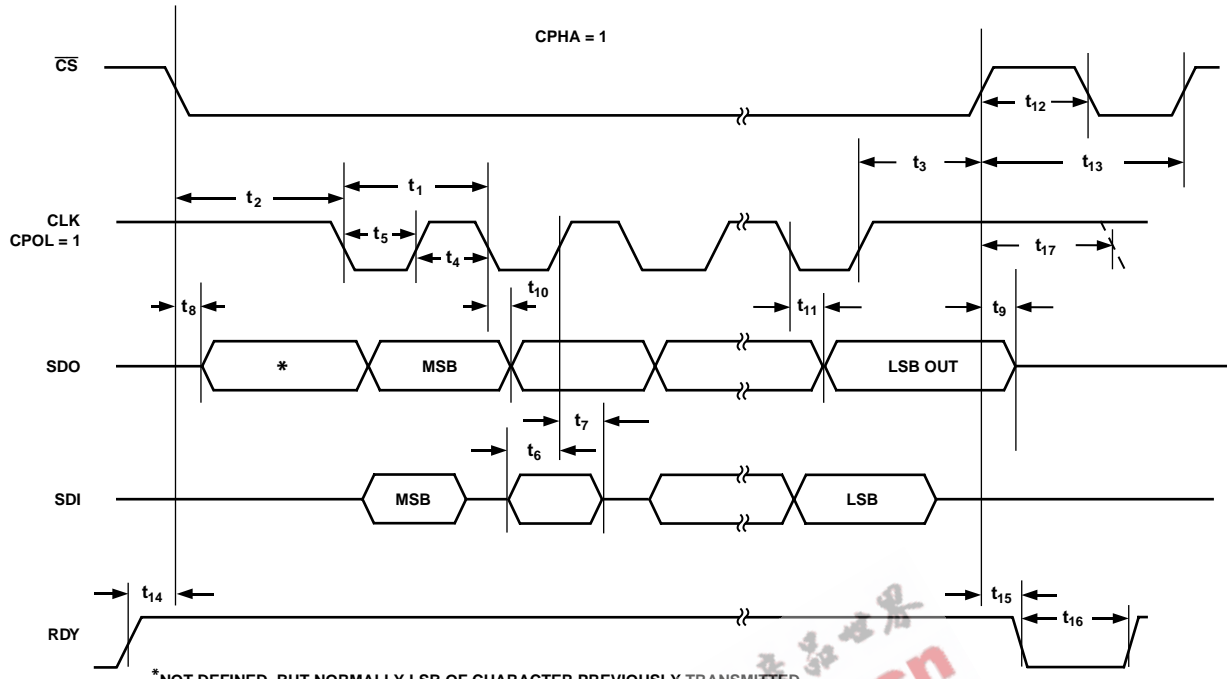 CPHA = 1
CS
t12
t3
t13
t2
t1
CLK
CPOL = 1
t5
t4
t17
t10
t8
t11
t9
SDO
*
MSB
LSB OUT
t7
t6
SDI
MSB
LSB
t14
t15
t16
RDY
*NOT DEFINED, BUT NORMALLY LSB OF CHARACTER PREVIOUSLY TRANSMITTED